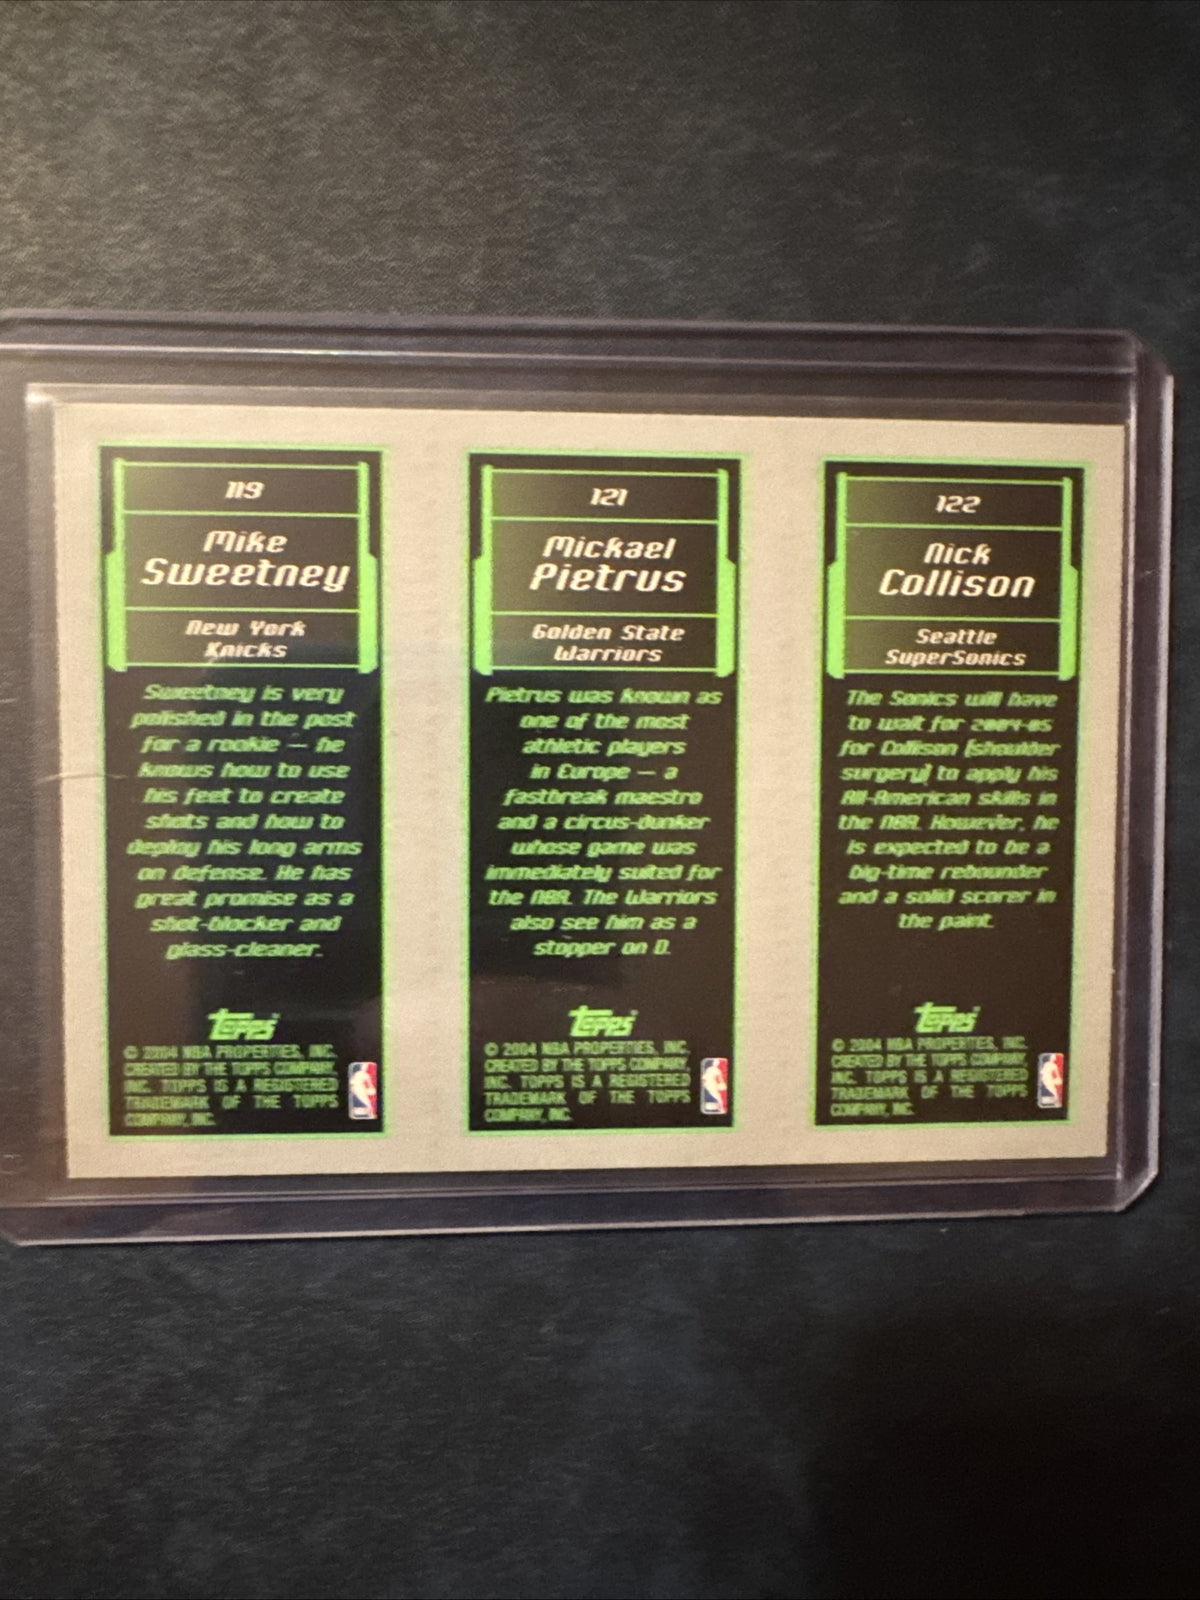 119
Mike
Sweetney
New York
Knicks
Sweetney is very
polished in the post
for a rookie — he
knows how to use
his feet to create
shots and how to
deploy his long arms
on defense. He has
great promise as a
shot-blocker and
glass-cleaner.
Topps
© 2004 NBA PROPERTIES, INC.
CREATED BY THE TOPPS COMPANY,
INC. TOPPS IS A REGISTERED
TRADEMARK OF THE TOPPS
COMPANY, INC.
121
Mickael
Pietrus
Golden State
Warriors
Pietrus was known as
one of the most
athletic players
in Europe — a
fastbreak maestro
and a circus-dunker
whose game was
immediately suited for
the NBA. The Warriors
also see him as a
stopper on D.
Topps
© 2004 NBA PROPERTIES, INC.
CREATED BY THE TOPPS COMPANY,
INC. TOPPS IS A REGISTERED
TRADEMARK OF THE TOPPS
COMPANY, INC.
122
Nick
Collison
Seattle
SuperSonics
The Sonics will have
to wait for 2004-05
for Collison (shoulder
surgery) to apply his
All-American skills in
the NBA. However, he
is expected to be a
big-time rebounder
and a solid scorer in
the paint.
Topps
© 2004 NBA PROPERTIES, INC.
CREATED BY THE TOPPS COMPANY,
INC. TOPPS IS A REGISTERED
TRADEMARK OF THE TOPPS
COMPANY, INC.